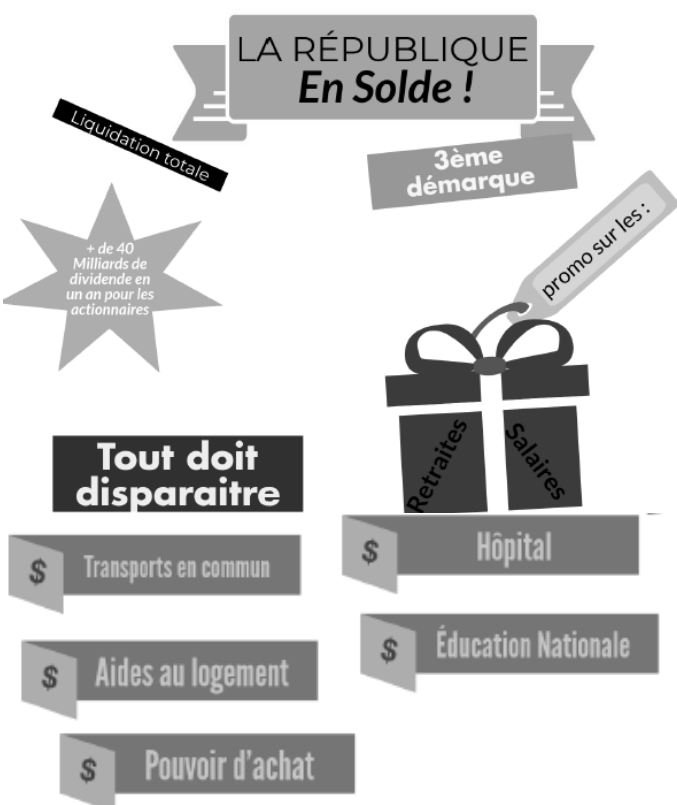 LA RÉPUBLIQUE
En Solde !
Liquidation totale
3ème
démarque
promo sur les :
+ de 40
Milliards de
dividende en
un an pour les
actionnaires
Retraites
Salaires
Tout doit
disparaitre
$ Transports en commun
$ Hôpital
$ Aides au logement
$ Éducation Nationale
$ Pouvoir d'achat